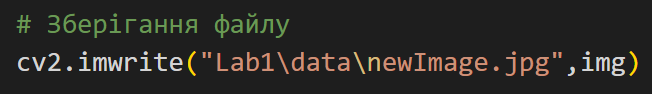 # Зберігання файлу
cv2.imwrite("Lab1\data\newImage.jpg",img)